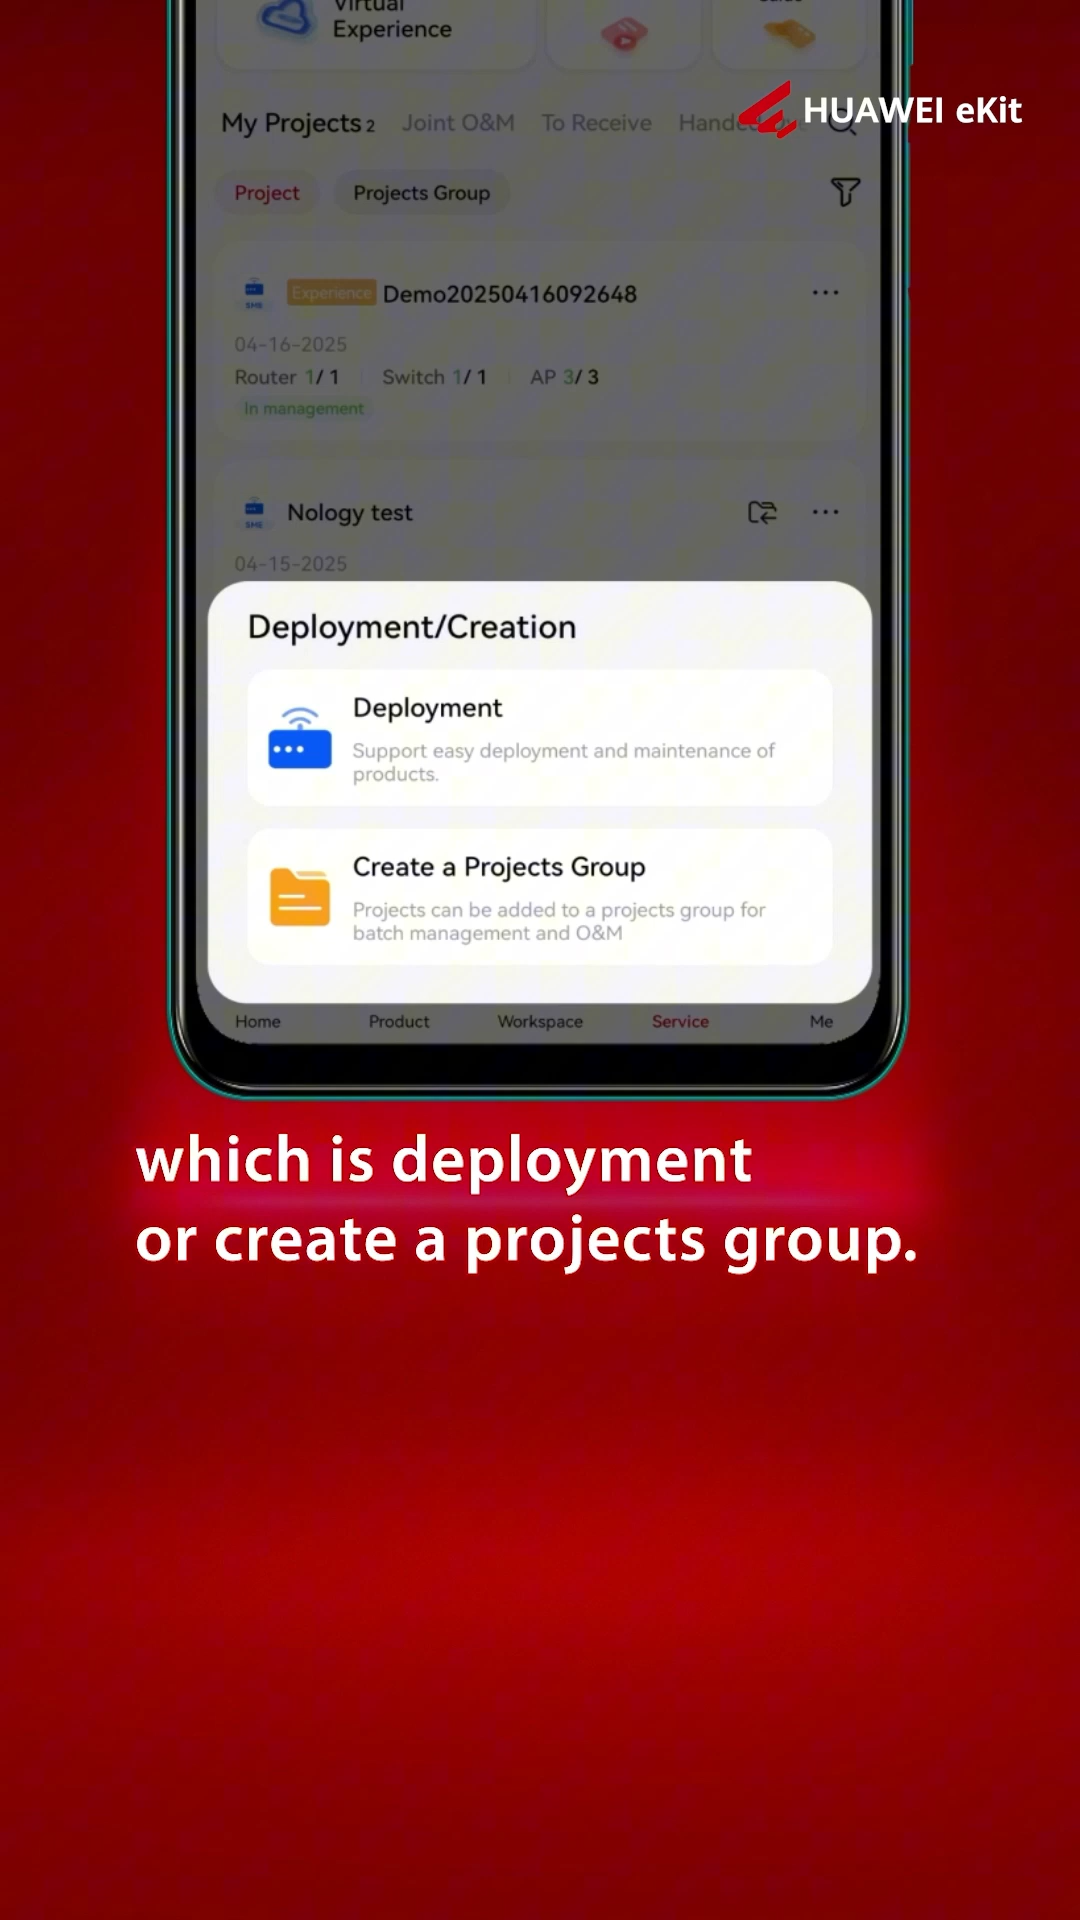 Virtual
Experience
HUAWEI eKit
My Projects 2 Joint O&M To Receive
Project Projects Group
SME Experience Demo20250416092648
04-16-2025
Router 1/ 1 Switch 1/ 1 AP 3/ 3
In management
SME Nology test
04-15-2025
Deployment/Creation
Deployment
Support easy deployment and maintenance of
products.
Create a Projects Group
Projects can be added to a projects group for
batch management and O&M
Home Product Workspace Service Me
which is deployment
or create a projects group.